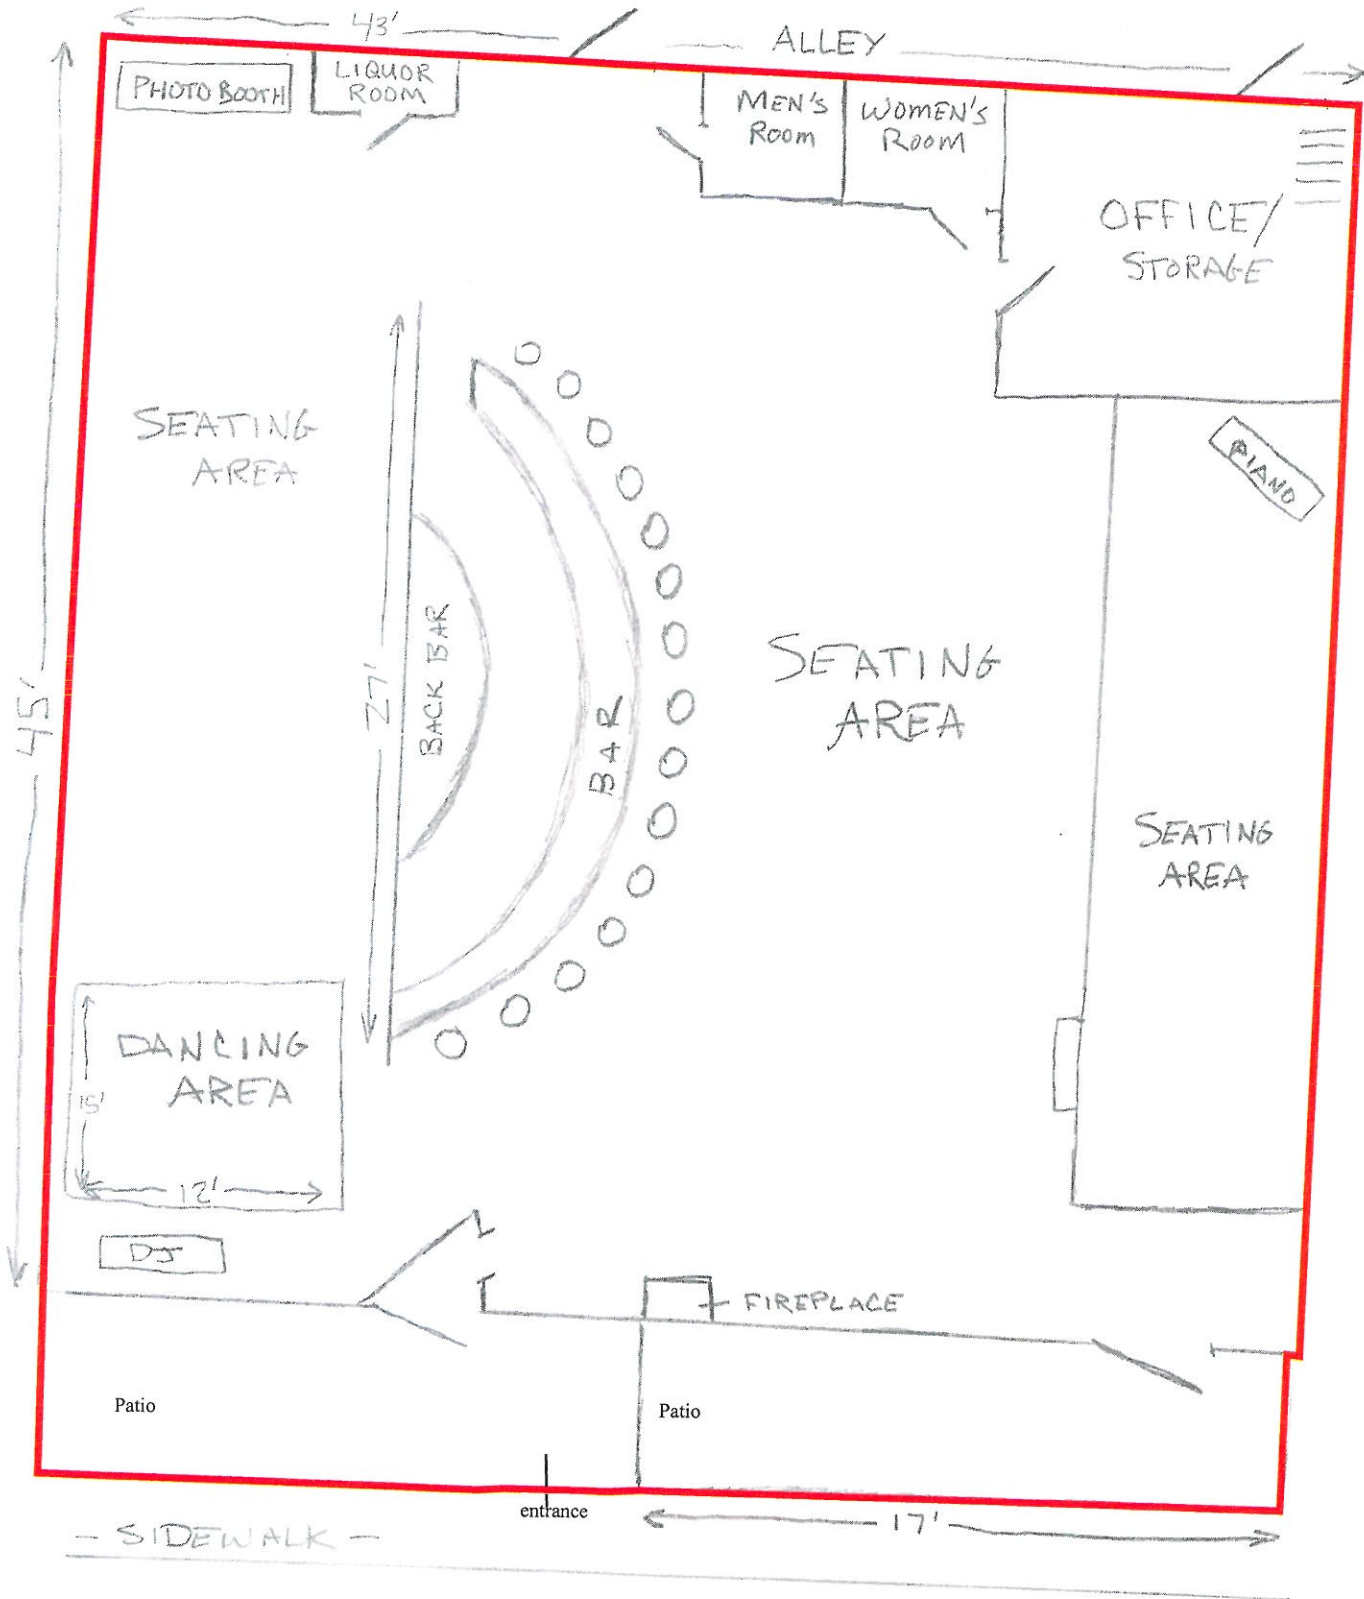 43'
ALLEY
PHOTO BOOTH
LIQUOR
ROOM
MEN'S
Room
WOMEN'S
Room
OFFICE/
STORAGE
PIANO
SEATING
AREA
45'
27'
BACK BAR
BAR
SEATING
AREA
SEATING
AREA
DANCING
AREA
15'
12'
DJ
FIREPLACE
Patio
Patio
entrance
17'
- SIDEWALK -